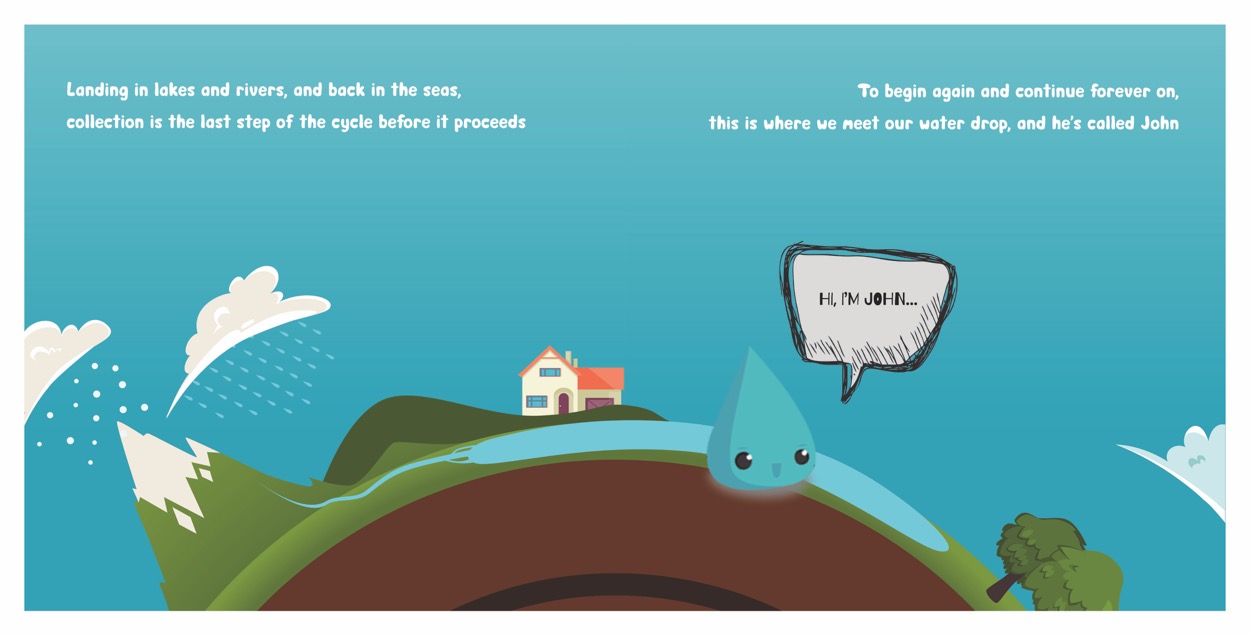 Landing in lakes and rivers, and back in the seas,
collection is the last step of the cycle before it proceeds
To begin again and continue forever on,
this is where we meet our water drop, and he's called John
HI, I'M JOHN...